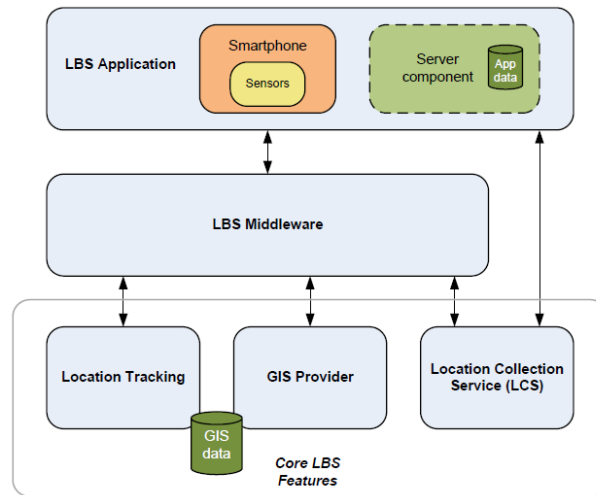 LBS Application
Smartphone
Sensors
Server
component
App
data
LBS Middleware
Location Tracking
GIS Provider
Location Collection
Service (LCS)
GIS
data
Core LBS
Features